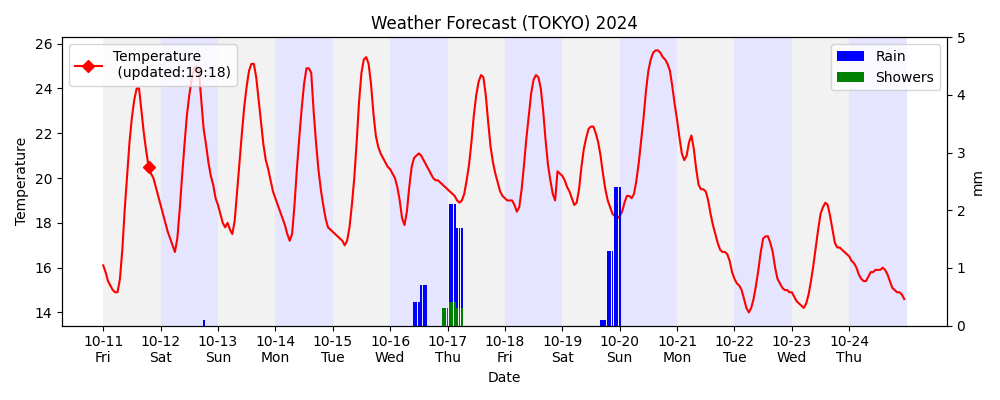 Weather Forecast (TOKYO) 2024
Temperature
(updated:19:18)
Rain
Showers
Temperature
26
24
22
20
18
16
14
5
4
3
2
1
0
mm
10-11 10-12 10-13 10-14 10-15 10-16 10-17 10-18 10-19 10-20 10-21 10-22 10-23 10-24
Fri Sat Sun Mon Tue Wed Thu Fri Sat Sun Mon Tue Wed Thu
Date